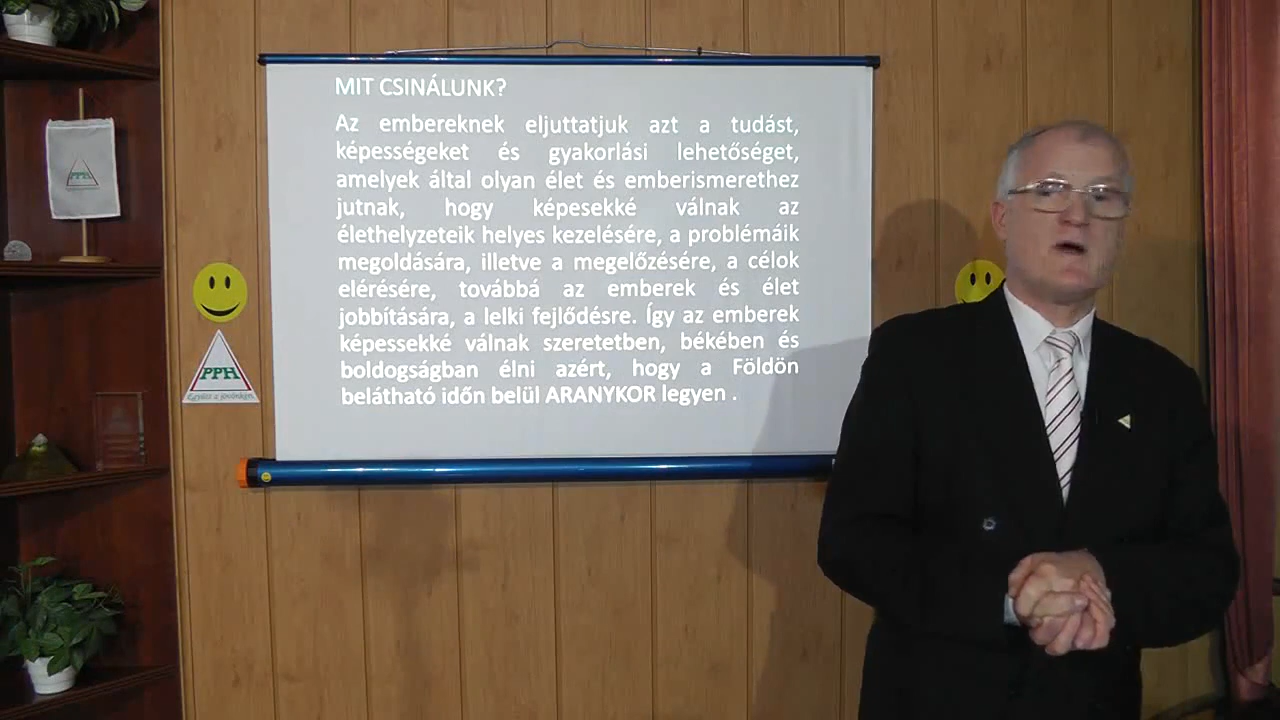 MIT CSINÁLUNK?
Az embereknek eljuttatjuk azt a tudást,
képességeket és gyakorlási lehetőséget,
amelyek által olyan élet és emberismerethez
jutnak, hogy képesekké válnak az
élethelyzeteik helyes kezelésére, a problémáik
megoldására, illetve a megelőzésére, a célok
elérésére, továbbá az emberek és élet
jobbítására, a lelki fejlődésre. Így az emberek
képessekké válnak szeretetben, békében és
boldogságban élni azért, hogy a Földön
belátható időn belül ARANYKOR legyen .
PPH
PPH